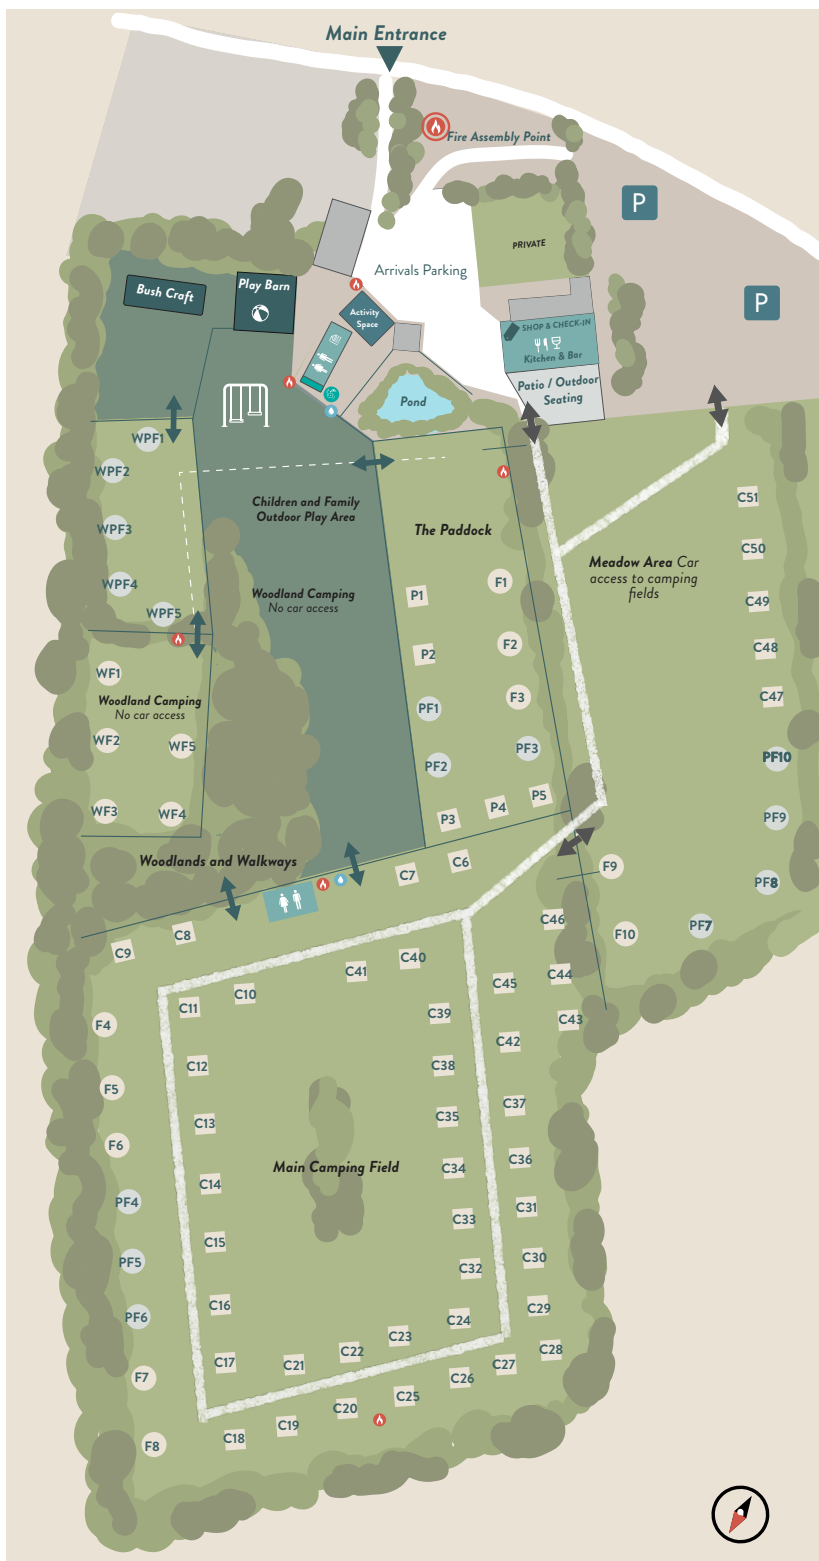 Main Entrance
Fire Assembly Point
P
PRIVATE
Arrivals Parking
Play Barn
Bush Craft
P
Activity
Space
SHOP & CHECK-IN
Kitchen & Bar
Patio / Outdoor
Seating
Pond
WPF1
WPF2
WPF3
WPF4
WPF5
Children and Family
Outdoor Play Area
The Paddock
Woodland Camping
No car access
Meadow Area Car
access to camping
fields
C51
C50
C49
C48
C47
PF10
PF9
PF8
PF7
P1
P2
PF1
PF2
P3
P4
P5
F1
F2
F3
PF3
WF1
Woodland Camping
No car access
WF2
WF5
WF3
WF4
Woodlands and Walkways
C7
C6
F9
F10
C46
C44
C43
C45
C42
C9
C8
C41
C40
C11
C10
C39
F4
C12
C38
F5
C13
C35
C37
F6
Main Camping Field
C34
C36
PF4
C14
C33
C31
PF5
C15
C32
C30
PF6
C16
C24
C29
C17
C21
C22
C23
C27
C28
F7
C26
C25
C20
C19
C18
F8